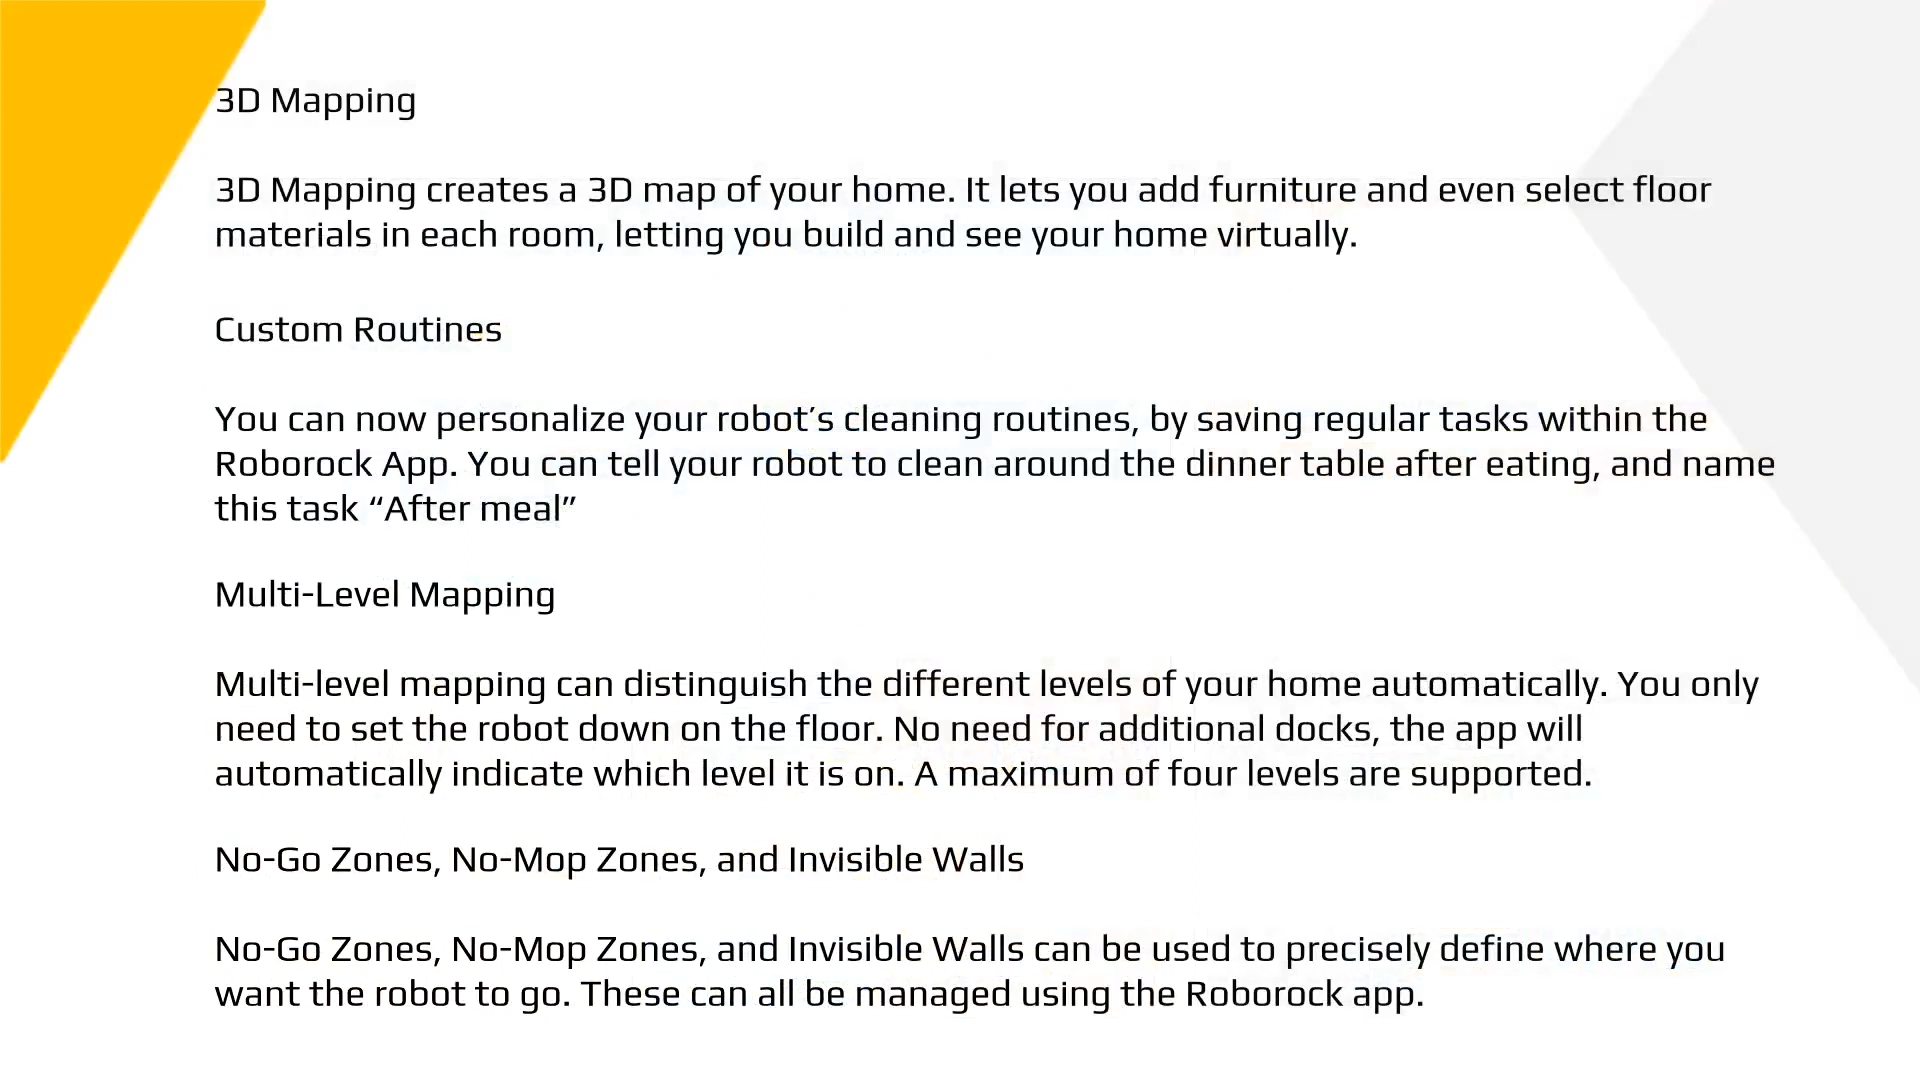 3D Mapping
3D Mapping creates a 3D map of your home. It lets you add furniture and even select floor
materials in each room, letting you build and see your home virtually.
Custom Routines
You can now personalize your robot’s cleaning routines, by saving regular tasks within the
Roborock App. You can tell your robot to clean around the dinner table after eating, and name
this task “After meal”
Multi-Level Mapping
Multi-level mapping can distinguish the different levels of your home automatically. You only
need to set the robot down on the floor. No need for additional docks, the app will
automatically indicate which level it is on. A maximum of four levels are supported.
No-Go Zones, No-Mop Zones, and Invisible Walls
No-Go Zones, No-Mop Zones, and Invisible Walls can be used to precisely define where you
want the robot to go. These can all be managed using the Roborock app.